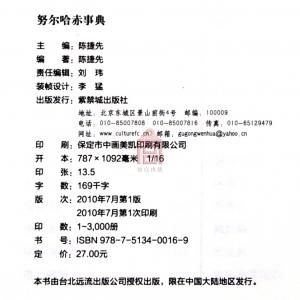 努尔哈赤事典
主　　编：陈捷先
编　　著：陈捷先
责任编辑：刘　玮
装帧设计：李　猛
出版发行：紫禁城出版社
地址：北京东城区景山前街4号　邮编：100009
电话：010-85007808　010-85007816　传真：010-65129479
网址：www.culturefc.cn　邮箱：gugongwenhua@yahoo.cn
印　　刷：保定市中画美凯印刷有限公司
开　　本：787×1092毫米　1/16
印　　张：13.5
字　　数：169千字
版　　次：2010年7月第1版
2010年7月第1次印刷
印　　数：1-3,000册
书　　号：ISBN 978-7-5134-0016-9
定　　价：27.00元
本书由台北远流出版公司授权出版，限在中国大陆地区发行。